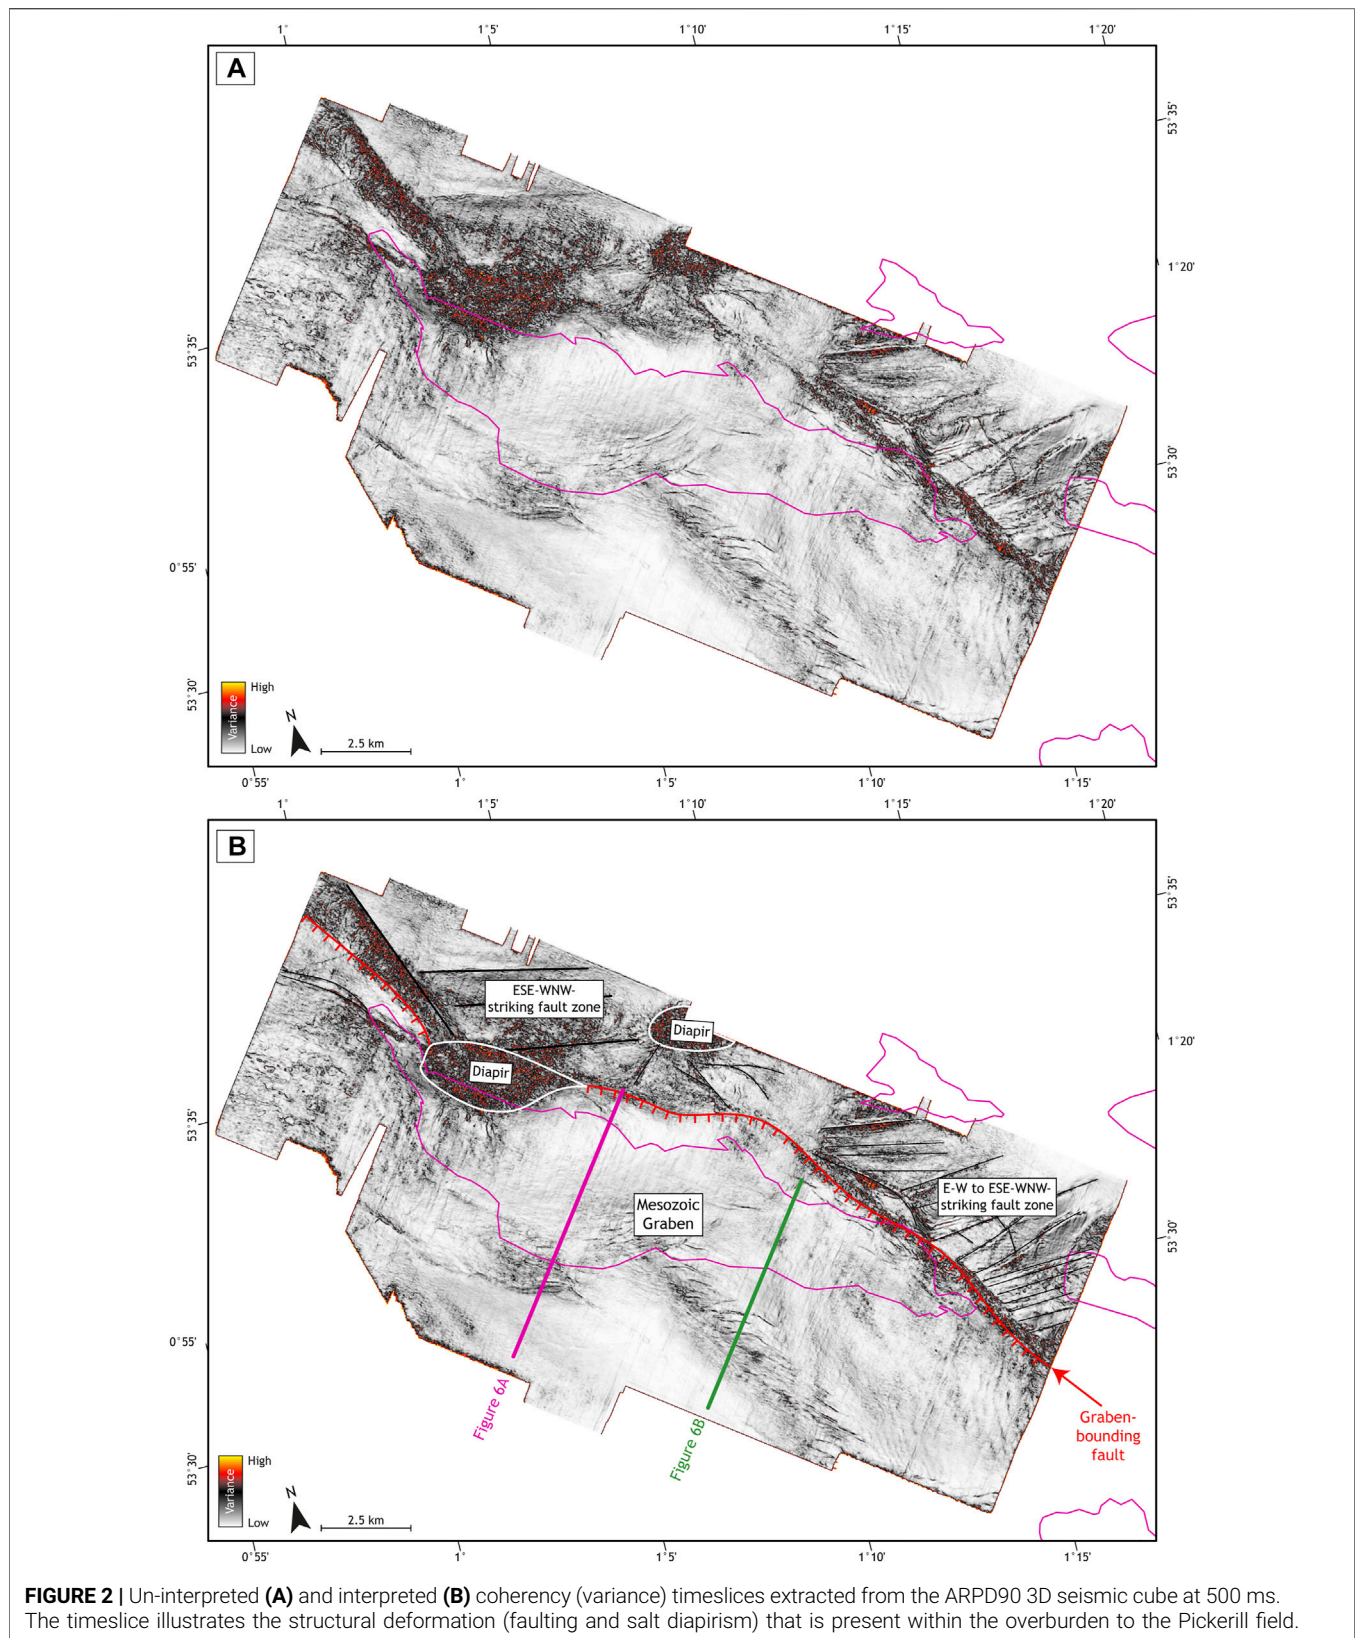 1°
1°5'
1°10'
1°15'
1°20'
A
53°35'
1°20'
53°35'
53°30'
0°55'
53°30'
High
Variance
Low
N
2.5 km
0°55'
1°
1°5'
1°10'
1°15'
1°
1°5'
1°10'
1°15'
1°20'
B
53°35'
ESE-WNW-
striking fault zone
Diapir
1°20'
Diapir
53°35'
E-W to ESE-WNW-
striking fault zone
Mesozoic
Graben
53°30'
0°55'
Figure 6A
Figure 6B
Graben-
bounding
fault
53°30'
High
Variance
Low
N
2.5 km
0°55'
1°
1°5'
1°10'
1°15'
FIGURE 2 | Un-interpreted (A) and interpreted (B) coherency (variance) timeslices extracted from the ARPD90 3D seismic cube at 500 ms.
The timeslice illustrates the structural deformation (faulting and salt diapirism) that is present within the overburden to the Pickerill field.